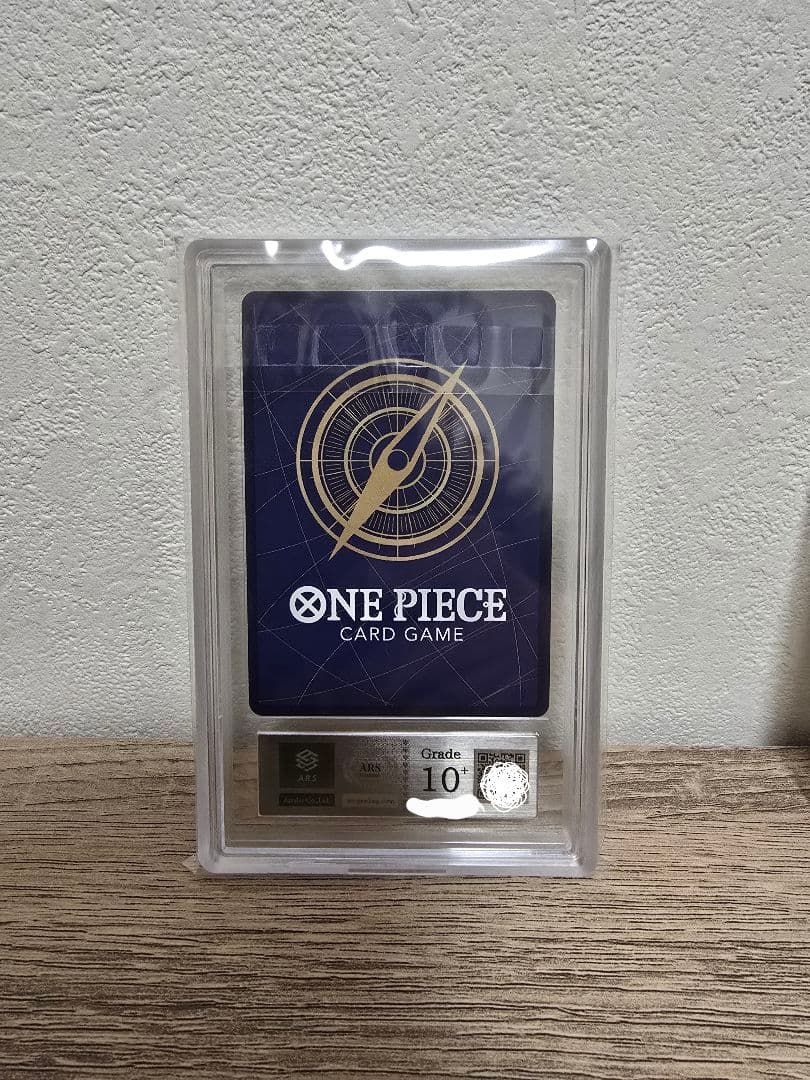 ONE PIECE
CARD GAME
ARS
ARS
Grade
10+